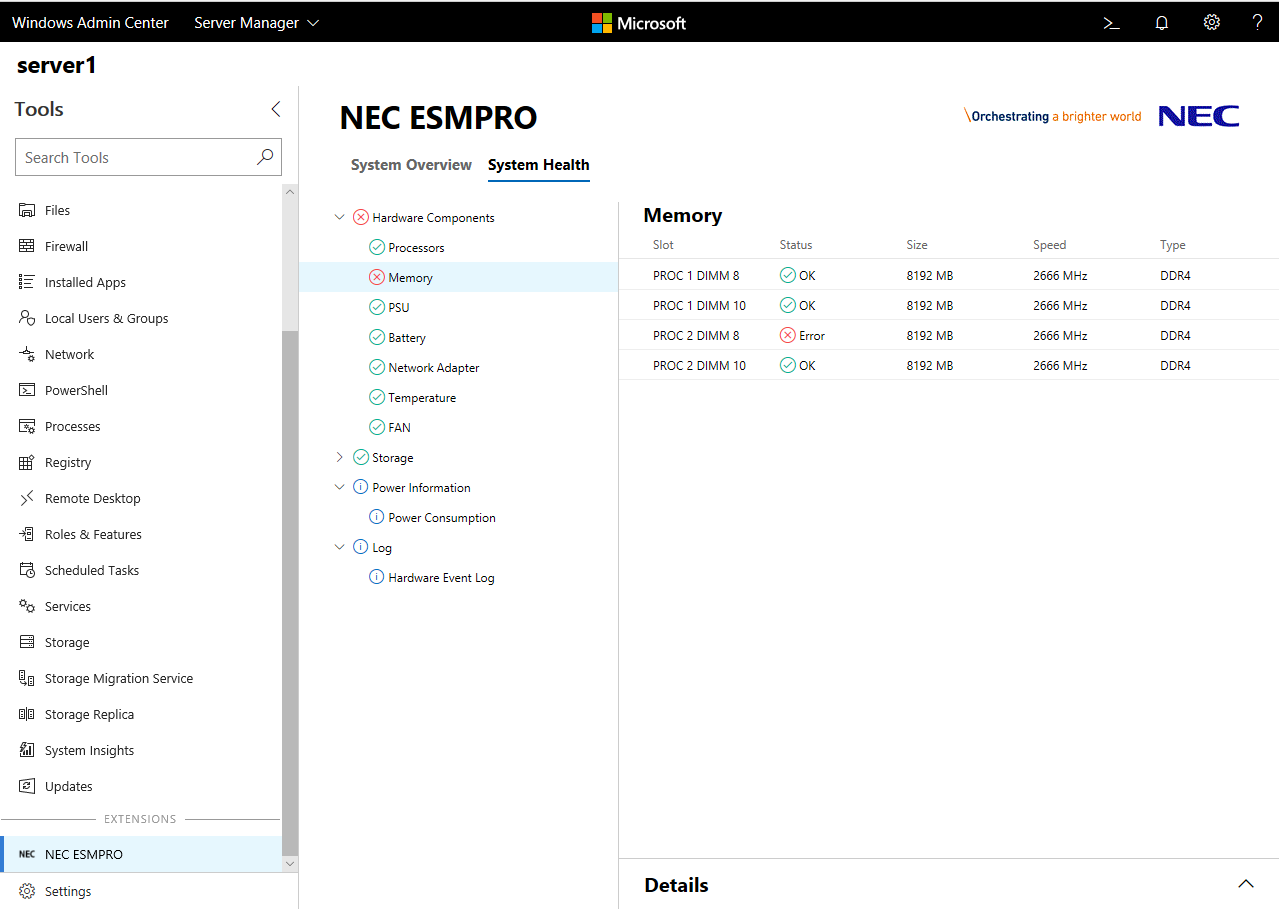 Windows Admin Center Server Manager Microsoft >_ ?
server1
Tools
Search Tools
Files
Firewall
Installed Apps
Local Users & Groups
Network
PowerShell
Processes
Registry
Remote Desktop
Roles & Features
Scheduled Tasks
Services
Storage
Storage Migration Service
Storage Replica
System Insights
Updates
EXTENSIONS
NEC NEC ESMPRO
Settings
NEC ESMPRO
\Orchestrating a brighter world NEC
System Overview System Health
Hardware Components
Processors
Memory
PSU
Battery
Network Adapter
Temperature
FAN
Storage
Power Information
Power Consumption
Log
Hardware Event Log
Memory
Slot Status Size Speed Type
PROC 1 DIMM 8 OK 8192 MB 2666 MHz DDR4
PROC 1 DIMM 10 OK 8192 MB 2666 MHz DDR4
PROC 2 DIMM 8 Error 8192 MB 2666 MHz DDR4
PROC 2 DIMM 10 OK 8192 MB 2666 MHz DDR4
Details